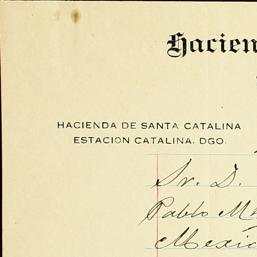 Hacien
HACIENDA DE SANTA CATALINA
ESTACION CATALINA. DGO.
Sr. D.
Pablo M
Mexic